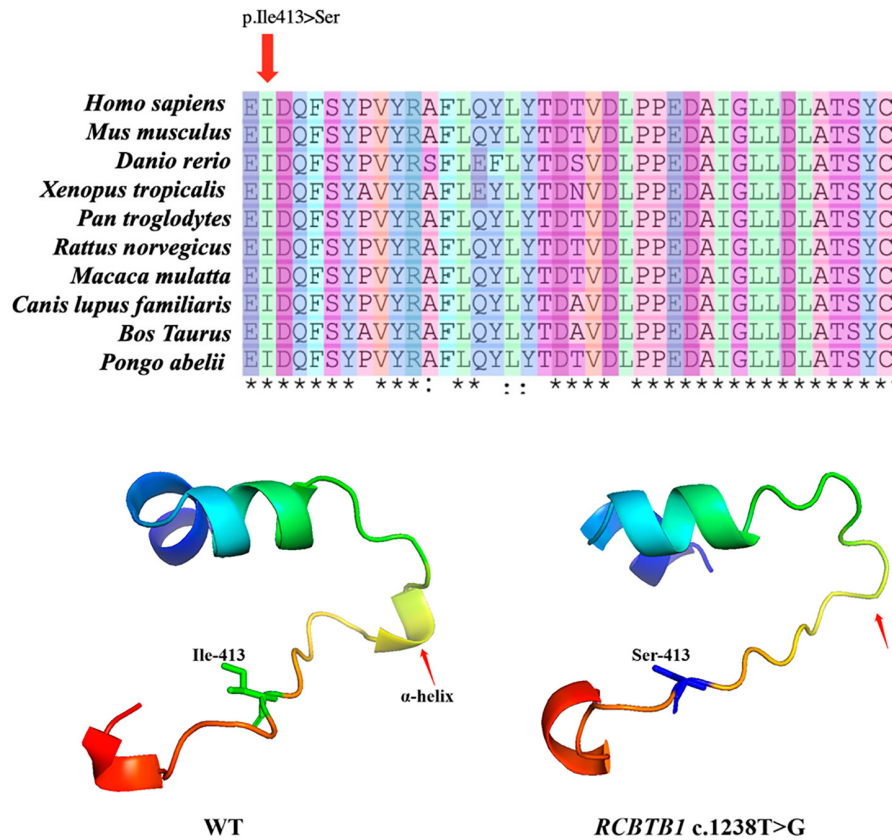 p.Ile413>Ser
Homo sapiens EIDQFSYPVYRAFLQYLYTDTVDLPPEDAIGLLDLATSYC
Mus musculus EIDQFSYPVYRAFLQYLYTDTVDLPPEDAIGLLDLATSYC
Danio rerio EIDQFSYPVYRSFLEFLYTDSVDLPPEDAIGLLDLATSYC
Xenopus tropicalis EIDQFSYAVYRAFLEYLYTDNVDLPPEDAIGLLDLATSYC
Pan troglodytes EIDQFSYPVYRAFLQYLYTDTVDLPPEDAIGLLDLATSYC
Rattus norvegicus EIDQFSYPVYRAFLQYLYTDTVDLPPEDAIGLLDLATSYC
Macaca mulatta EIDQFSYPVYRAFLQYLYTDTVDLPPEDAIGLLDLATSYC
Canis lupus familiaris EIDQFSYPVYRAFLQYLYTDAVDLPPEDAIGLLDLATSYC
Bos Taurus EIDQFSYAVYRAFLQYLYTDAVDLPPEDAIGLLDLATSYC
Pongo abelii EIDQFSYPVYRAFLQYLYTDTVDLPPEDAIGLLDLATSYC
******* ***: ** :: **** ****************
Ile-413
α-helix
Ser-413
WT
RCBTB1 c.1238T>G